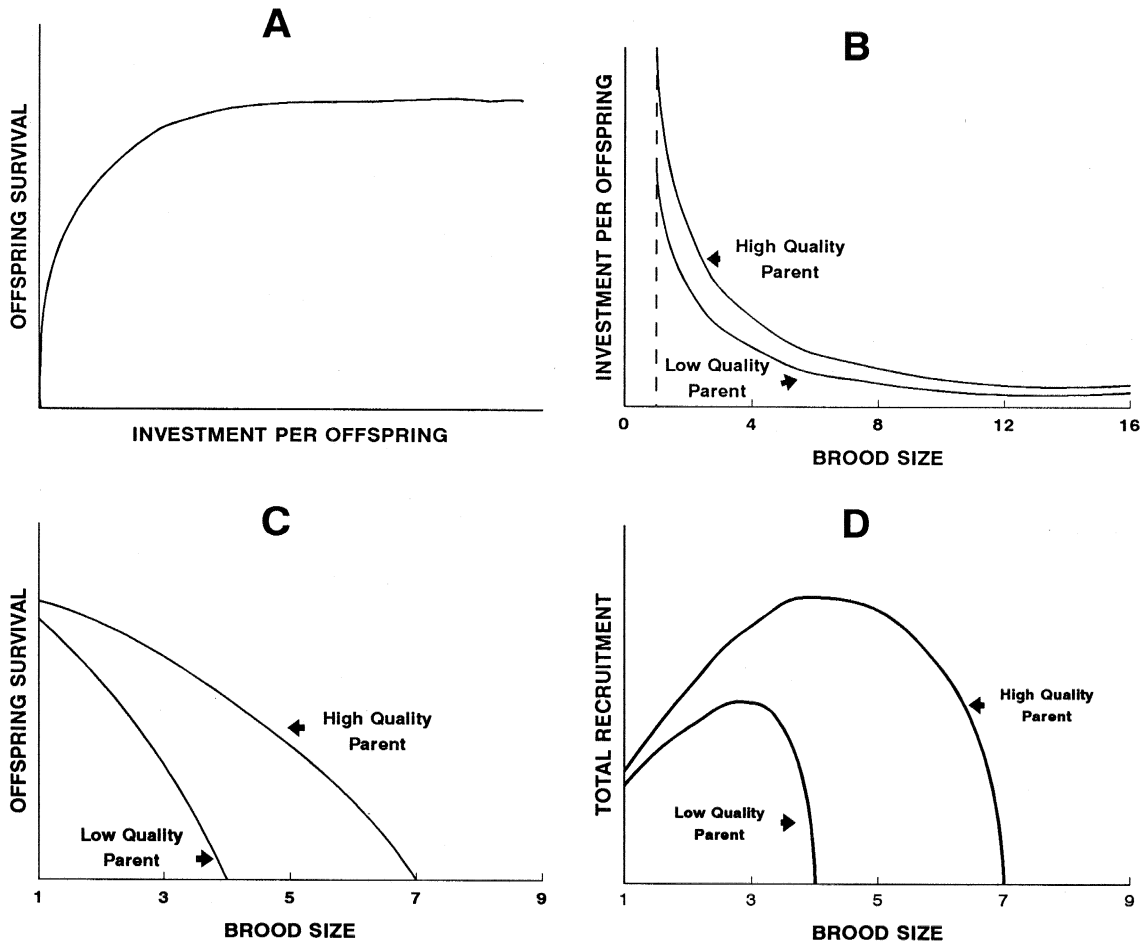 A
OFFSPRING SURVIVAL
INVESTMENT PER OFFSPRING
B
INVESTMENT PER OFFSPRING
High Quality
Parent
Low Quality
Parent
0 4 8 12 16
BROOD SIZE
C
OFFSPRING SURVIVAL
High Quality
Parent
Low Quality
Parent
1 3 5 7 9
BROOD SIZE
D
TOTAL RECRUITMENT
High Quality
Parent
Low Quality
Parent
1 3 5 7 9
BROOD SIZE